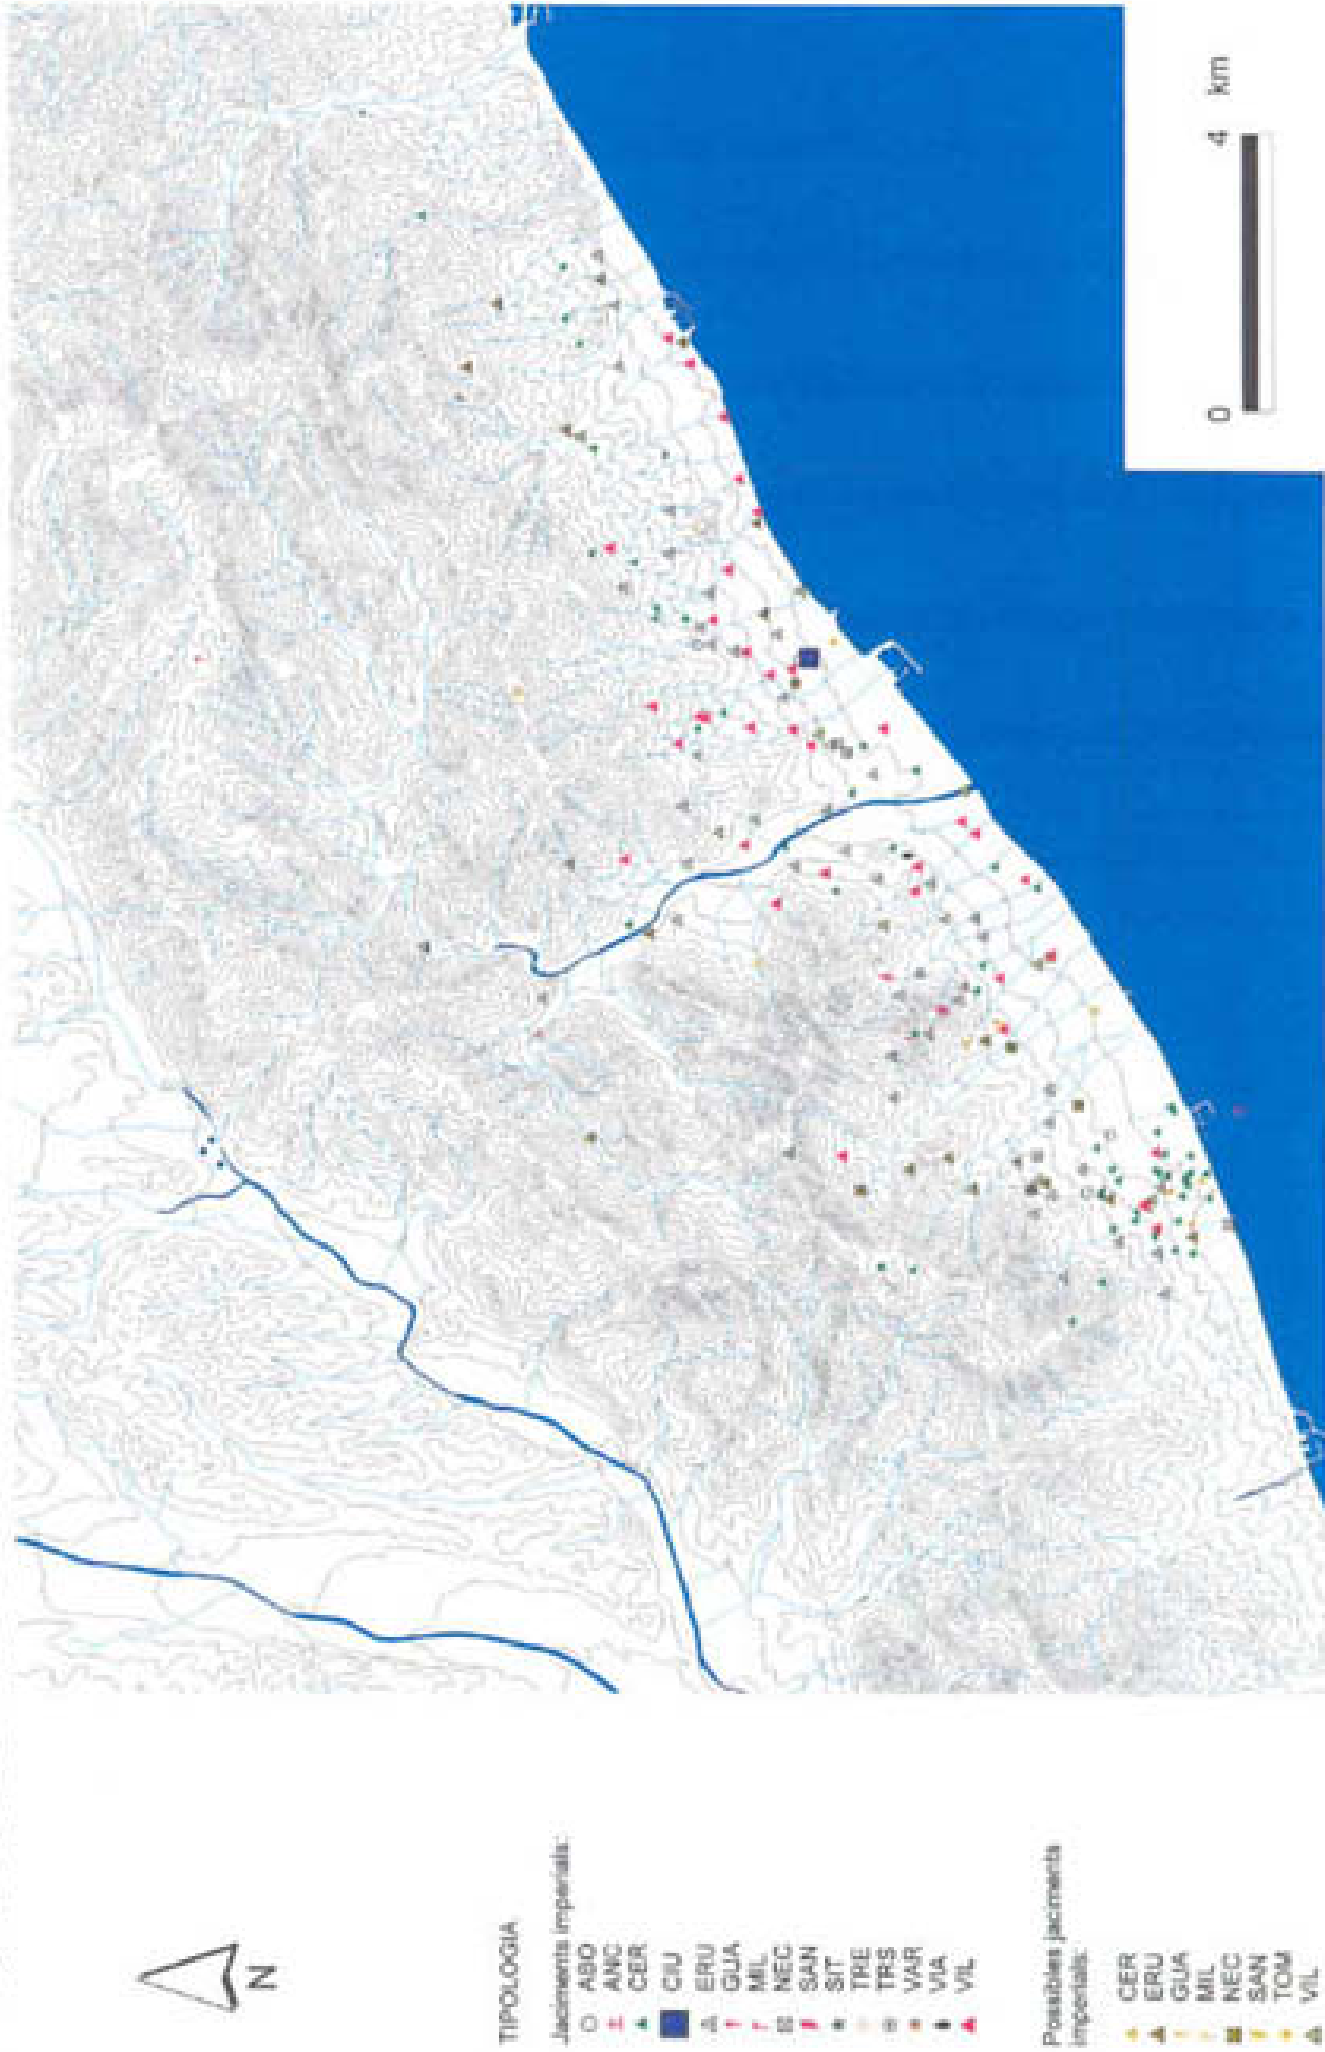 N
TIPOLOGIA
Jaciments imperials:
ABO
ANC
CER
CIU
ERU
GUA
MIL
NEC
SAN
SIT
TRE
TRS
VAR
VIA
VIL
Possibles jaciments
imperials:
CER
ERU
GUA
MIL
NEC
SAN
TOM
VIL
0 4 km